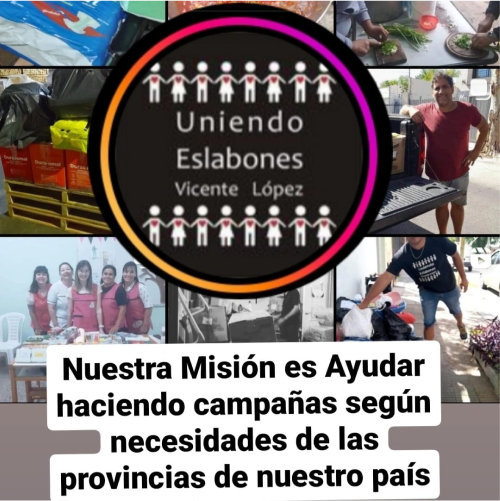 Uniendo
Eslabones
Vicente López
Nuestra Misión es Ayudar
haciendo campañas según
necesidades de las
provincias de nuestro país